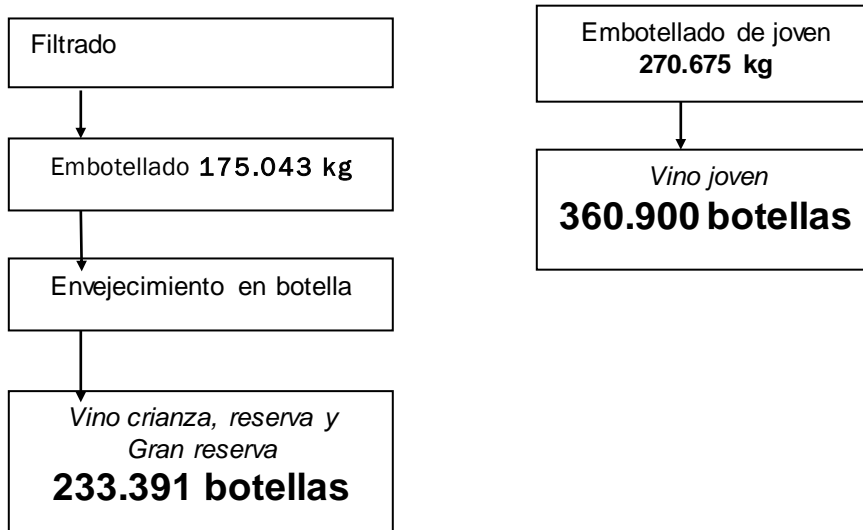 Filtrado
Embotellado 175.043 kg
Envejecimiento en botella
Vino crianza, reserva y
Gran reserva
233.391 botellas
Embotellado de joven
270.675 kg
Vino joven
360.900 botellas